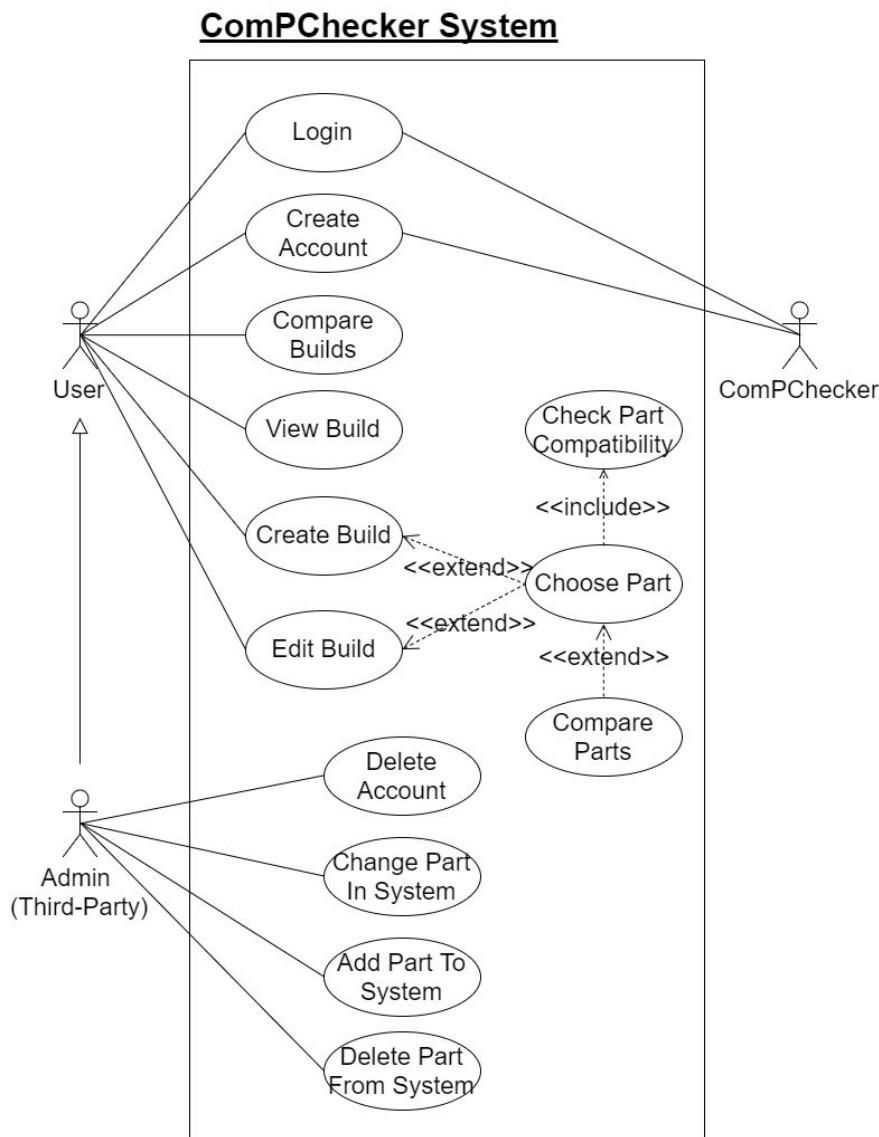 ComPChecker System
Login
Create
Account
Compare
Builds
User
ComPChecker
View Build
Check Part
Compatibility
<<include>>
Create Build
<<extend>>
Choose Part
<<extend>>
Edit Build
<<extend>>
Compare
Parts
Delete
Account
Admin
(Third-Party)
Change Part
In System
Add Part To
System
Delete Part
From System